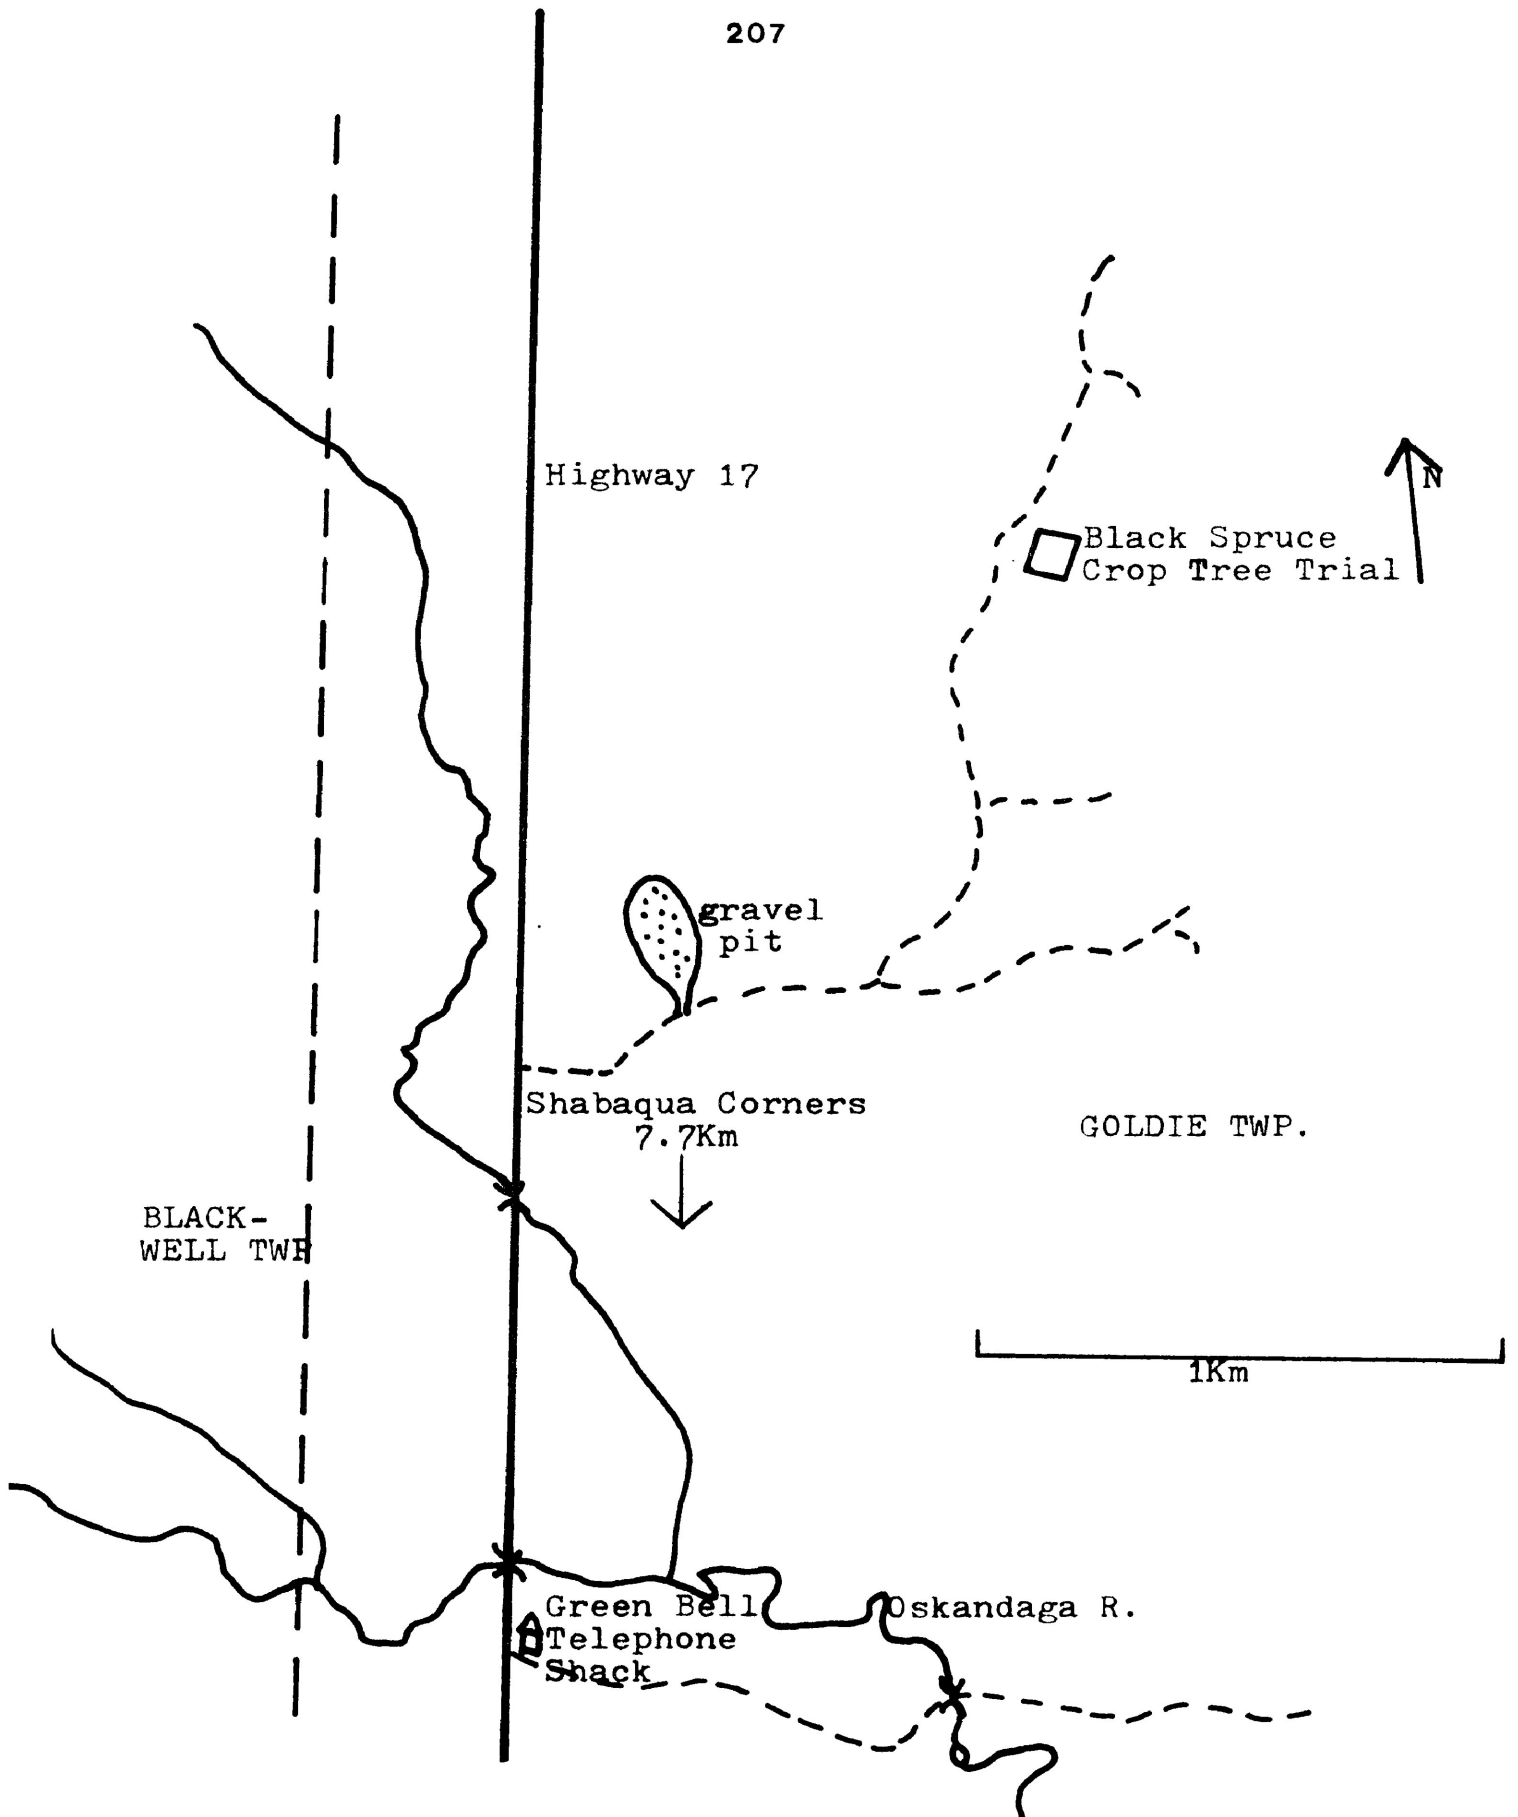 207
Highway 17
N
Black Spruce
Crop Tree Trial
gravel
pit
Shabaqua Corners
7.7Km
GOLDIE TWP.
BLACK-
WELL TWP
1Km
Green Bell
Telephone
Shack
Oskandaga R.